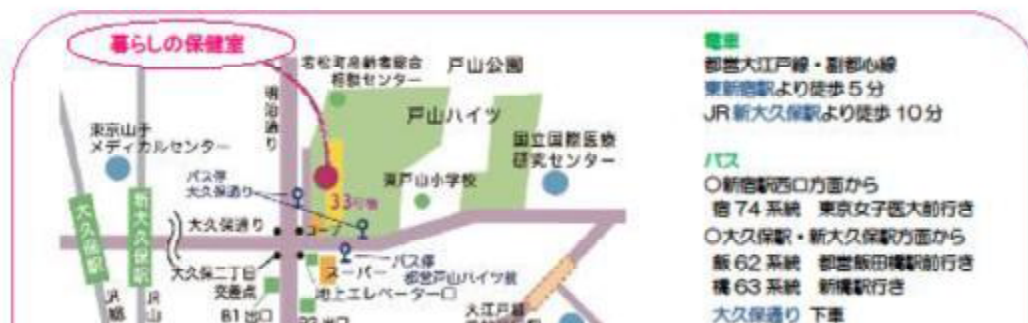 暮らしの保健室
若松町高齢者総合
相談センター
戸山公園
明治通り
戸山ハイツ
東京山手
メディカルセンター
国立国際医療
研究センター
バス停
大久保通り
東戸山小学校
33号棟
大久保駅
新大久保駅
大久保通り
コープ
バス停
都営戸山ハイツ前
大久保二丁目
交差点
スーパー
地上エレベーター口
B1出口
大江戸線
電車
都営大江戸線・副都心線
東新宿駅より徒歩5分
JR新大久保駅より徒歩10分
バス
○新宿駅西口方面から
宿74系統 東京女子医大前行き
○大久保駅・新大久保駅方面から
飯62系統 都営飯田橋駅前行き
橋63系統 新橋駅行き
大久保通り 下車